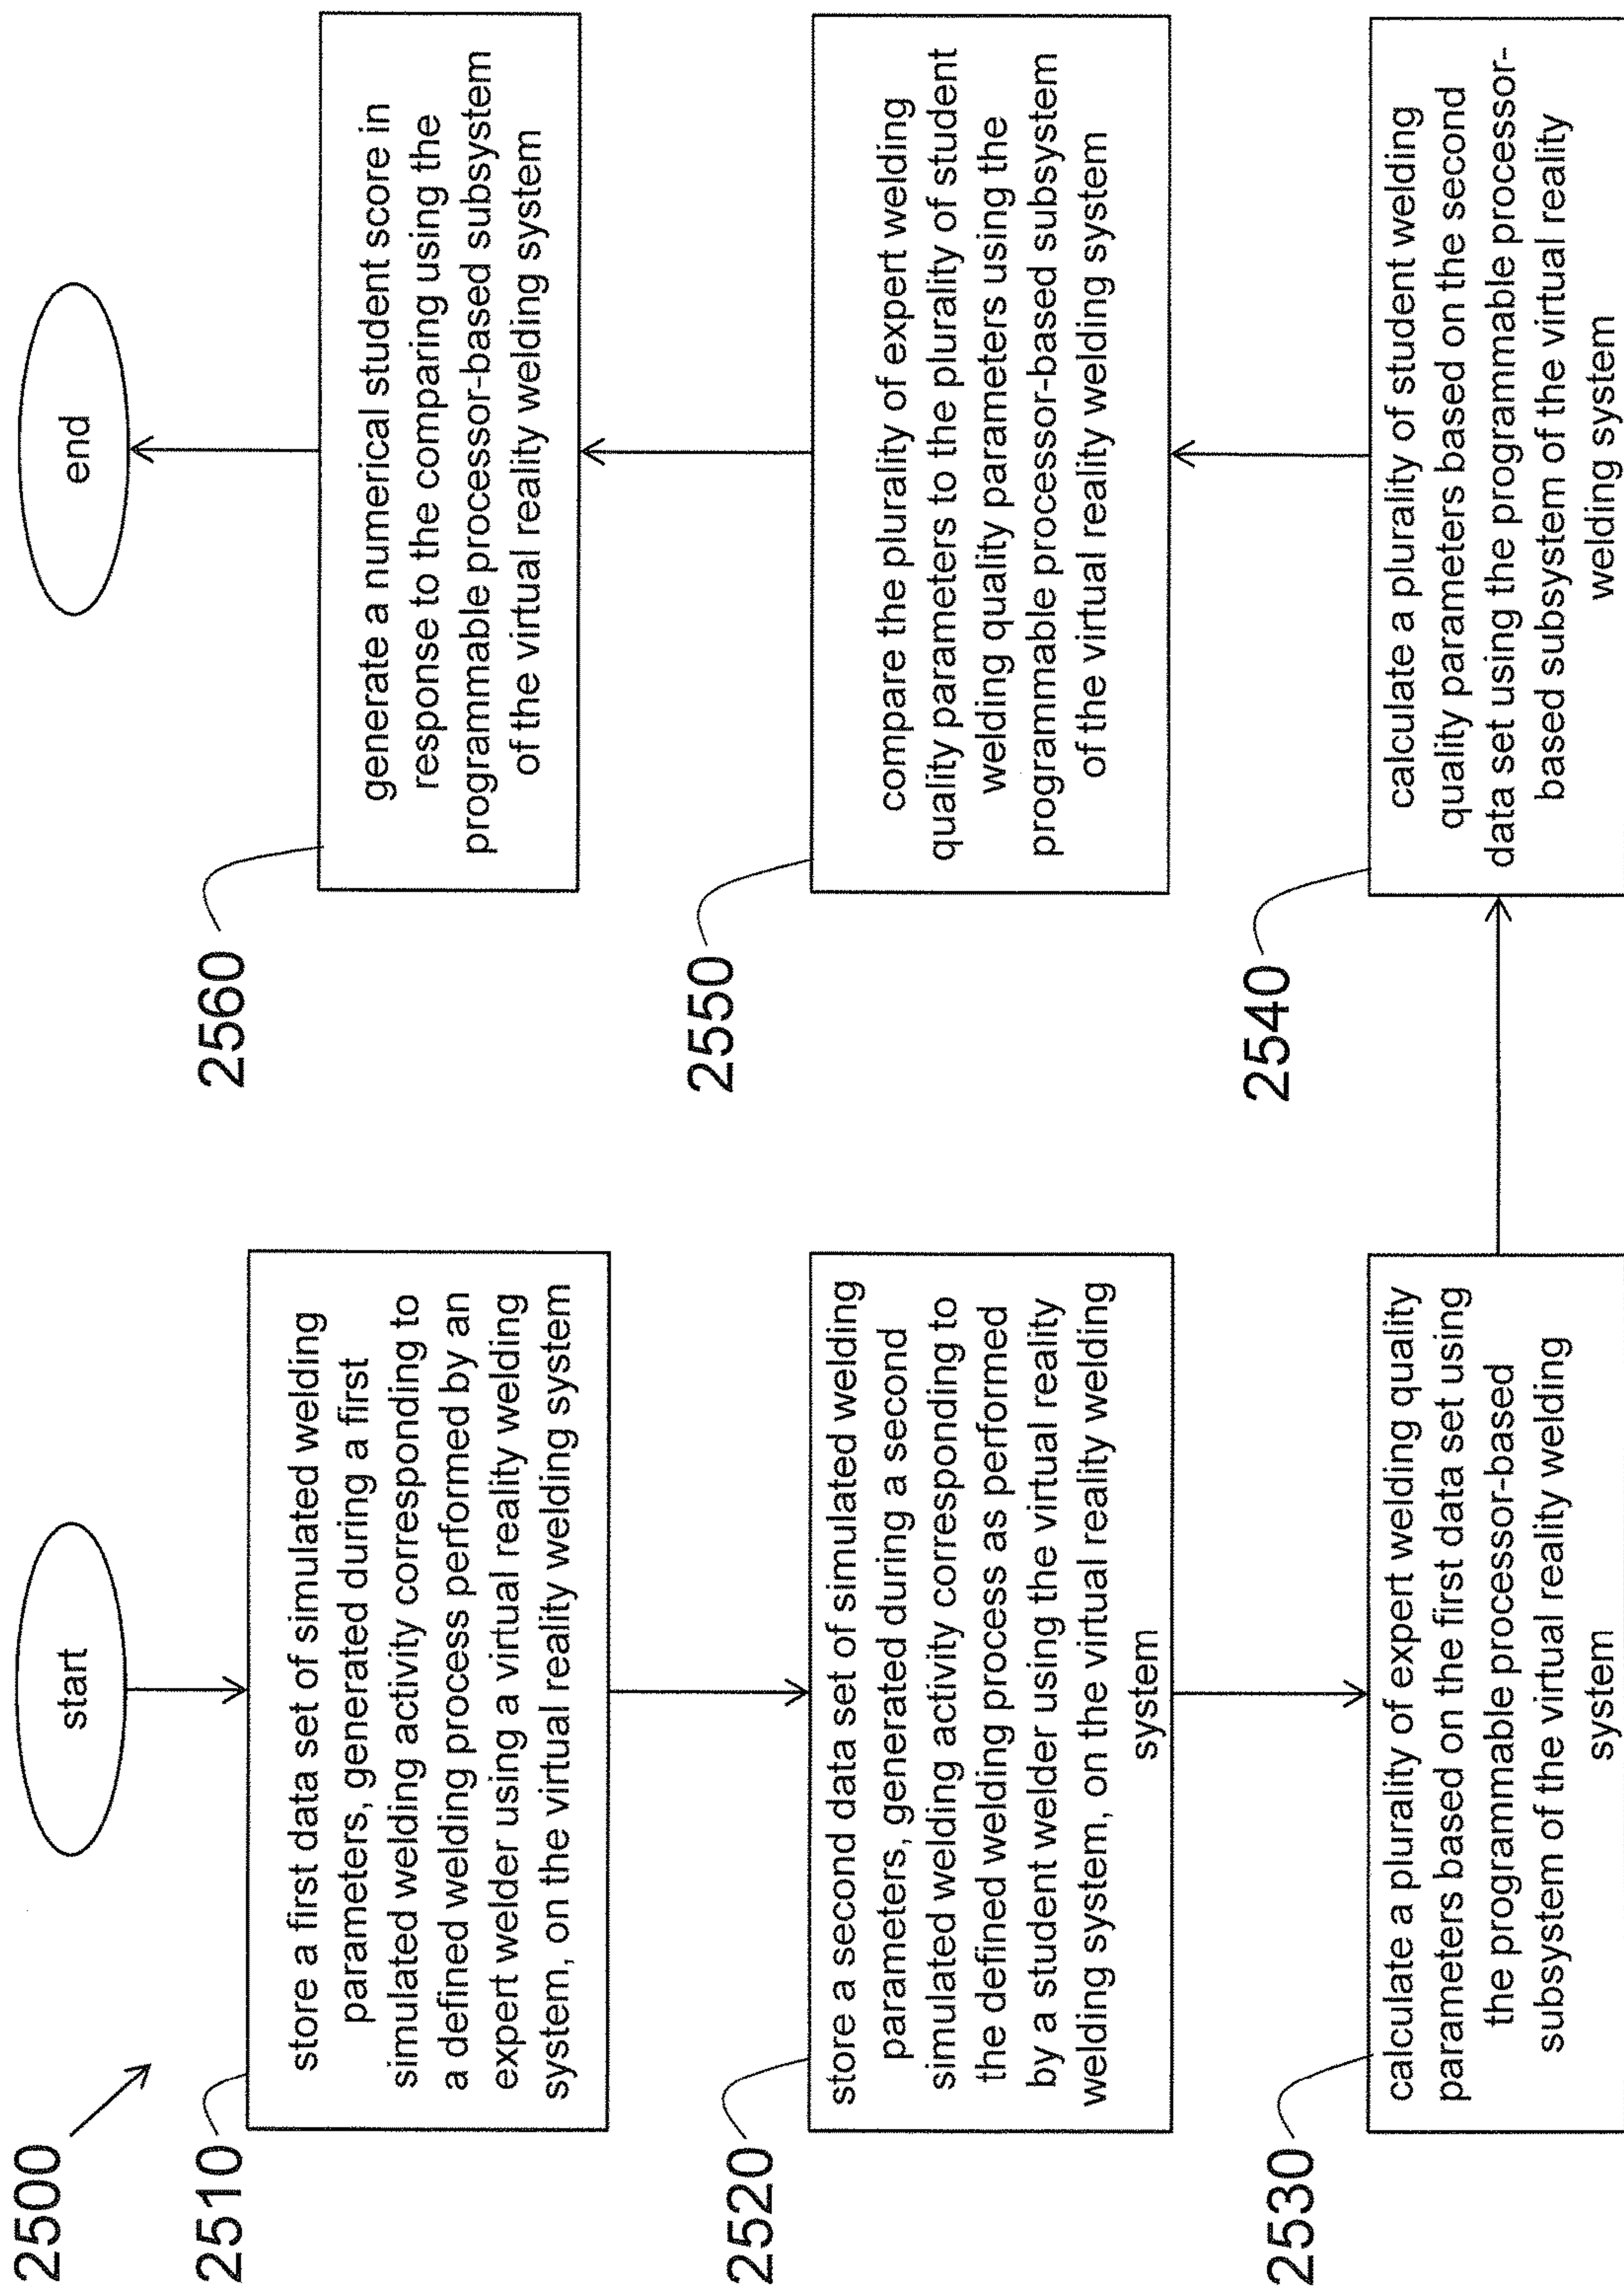 2500
start
2510
store a first data set of simulated welding
parameters, generated during a first
simulated welding activity corresponding to
a defined welding process performed by an
expert welder using a virtual reality welding
system, on the virtual reality welding system
2520
store a second data set of simulated welding
parameters, generated during a second
simulated welding activity corresponding to
the defined welding process as performed
by a student welder using the virtual reality
welding system, on the virtual reality welding
system
2530
calculate a plurality of expert welding quality
parameters based on the first data set using
the programmable processor-based
subsystem of the virtual reality welding
system
2540
calculate a plurality of student welding
quality parameters based on the second
data set using the programmable processor-
based subsystem of the virtual reality
welding system
2550
compare the plurality of expert welding
quality parameters to the plurality of student
welding quality parameters using the
programmable processor-based subsystem
of the virtual reality welding system
2560
generate a numerical student score in
response to the comparing using the
programmable processor-based subsystem
of the virtual reality welding system
end